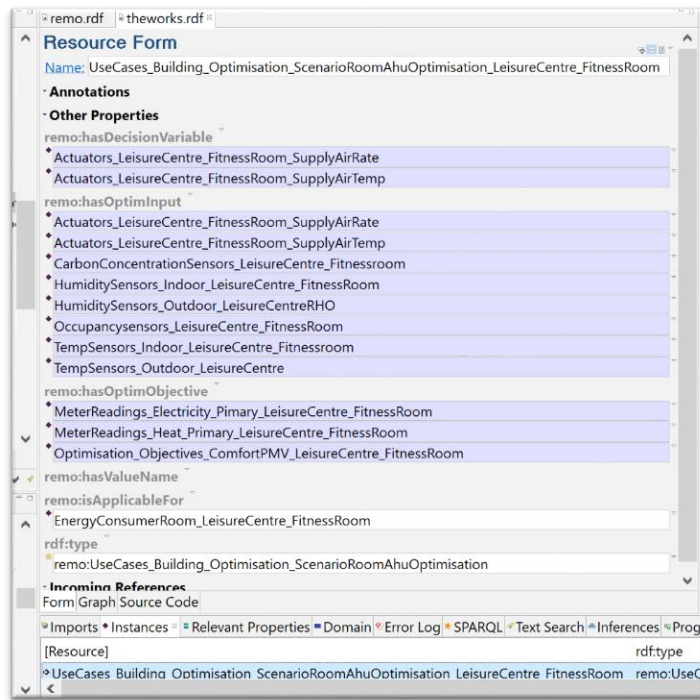 remo.rdf theworks.rdf
Resource Form
Name: UseCases_Building_Optimisation_ScenarioRoomAhuOptimisation_LeisureCentre_FitnessRoom
Annotations
Other Properties
remo:hasDecisionVariable
Actuators_LeisureCentre_FitnessRoom_SupplyAirRate
Actuators_LeisureCentre_FitnessRoom_SupplyAirTemp
remo:hasOptimInput
Actuators_LeisureCentre_FitnessRoom_SupplyAirRate
Actuators_LeisureCentre_FitnessRoom_SupplyAirTemp
CarbonConcentrationSensors_LeisureCentre_Fitnessroom
HumiditySensors_Indoor_LeisureCentre_FitnessRoom
HumiditySensors_Outdoor_LeisureCentreRHO
Occupancysensors_LeisureCentre_FitnessRoom
TempSensors_Indoor_LeisureCentre_Fitnessroom
TempSensors_Outdoor_LeisureCentre
remo:hasOptimObjective
MeterReadings_Electricity_Pimary_LeisureCentre_FitnessRoom
MeterReadings_Heat_Primary_LeisureCentre_FitnessRoom
Optimisation_Objectives_ComfortPMV_LeisureCentre_FitnessRoom
remo:hasValueName
remo:isApplicableFor
EnergyConsumerRoom_LeisureCentre_FitnessRoom
rdf:type
remo:UseCases_Building_Optimisation_ScenarioRoomAhuOptimisation
Incoming References
Form Graph Source Code
Imports Instances Relevant Properties Domain Error Log SPARQL Text Search Inferences Prog
[Resource] rdf:type
UseCases_Building_Optimisation_ScenarioRoomAhuOptimisation_LeisureCentre_FitnessRoom remo:UseC